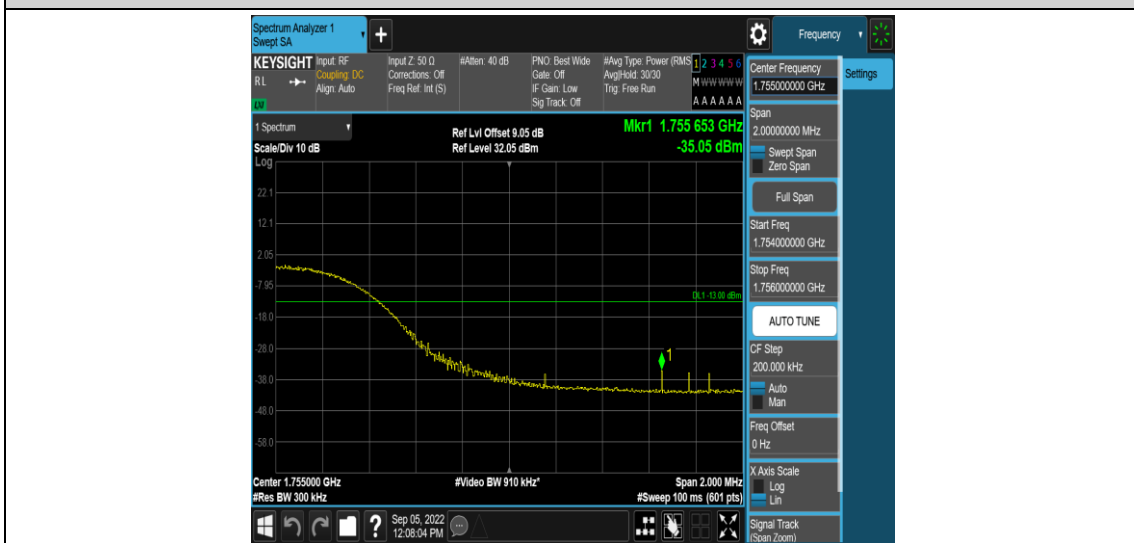 Spectrum Analyzer 1
Swept SA
+
Frequency
KEYSIGHT
RL
Input: RF
Coupling: DC
Align: Auto
Input Z: 50 Ω
Corrections: Off
Freq Ref: Int (S)
#Atten: 40 dB
PNO: Best Wide
Gate: Off
IF Gain: Low
Sig Track: Off
#Avg Type: Power (RMS
Avg|Hold: 30/30
Trig: Free Run
1 2 3 4 5 6
M W W W W W
A A A A A A
1 Spectrum
Scale/Div 10 dB
Ref Lvl Offset 9.05 dB
Ref Level 32.05 dBm
Mkr1 1.755 653 GHz
-35.05 dBm
Log
22.1
12.1
2.05
-7.95
-18.0
-28.0
-38.0
-48.0
-58.0
DL1 -13.00 dBm
1
Center 1.755000 GHz
#Res BW 300 kHz
#Video BW 910 kHz*
Span 2.000 MHz
#Sweep 100 ms (601 pts)
?
Sep 05, 2022
12:08:04 PM
Center Frequency
1.755000000 GHz
Settings
Span
2.00000000 MHz
Swept Span
Zero Span
Full Span
Start Freq
1.754000000 GHz
Stop Freq
1.756000000 GHz
AUTO TUNE
CF Step
200.000 kHz
Auto
Man
Freq Offset
0 Hz
X Axis Scale
Log
Lin
Signal Track
(Span Zoom)